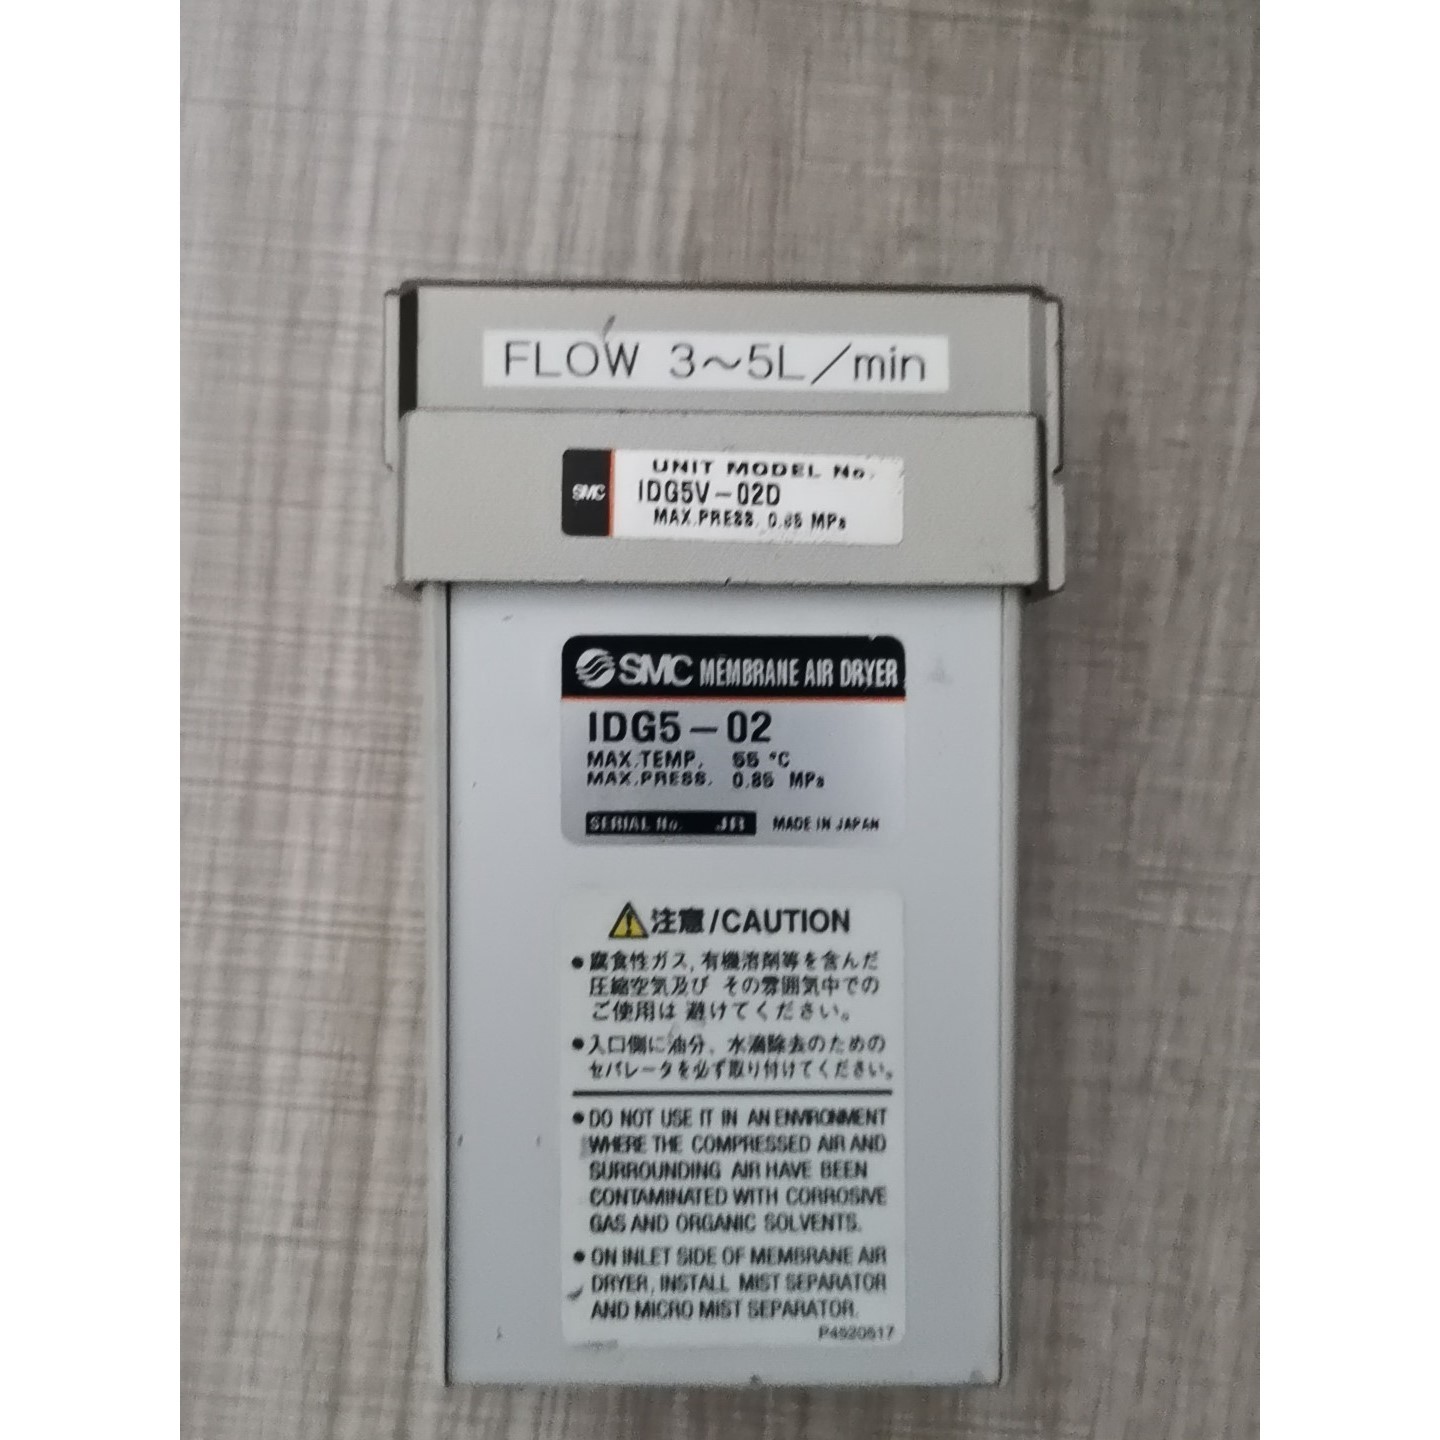 FLOW 3～5L/min
UNIT MODEL No.
SMC
IDG5V-02D
MAX.PRESS. 0.85 MPa
SMC MEMBRANE AIR DRYER
IDG5-02
MAX.TEMP. 55 °C
MAX.PRESS. 0.85 MPa
SERIAL No. JR MADE IN JAPAN
注意/CAUTION
●腐食性ガス,有機溶剤等を含んだ
圧縮空気及び その雰囲気中での
ご使用は 避けてください。
●入口側に油分、水滴除去のための
セパレータを必ず取り付けてください。
●DO NOT USE IT IN AN ENVIRONMENT
WHERE THE COMPRESSED AIR AND
SURROUNDING AIR HAVE BEEN
CONTAMINATED WITH CORROSIVE
GAS AND ORGANIC SOLVENTS.
●ON INLET SIDE OF MEMBRANE AIR
DRYER, INSTALL MIST SEPARATOR
AND MICRO MIST SEPARATOR.
P4520517